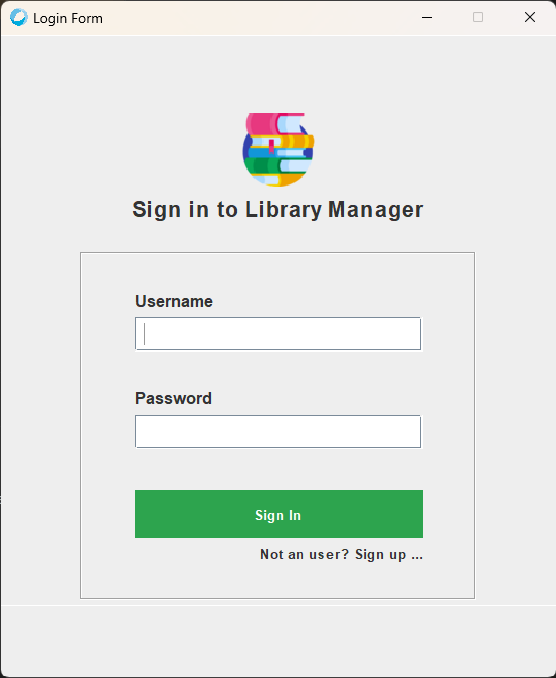 Login Form
Sign in to Library Manager
Username
Password
Sign In
Not an user? Sign up ...